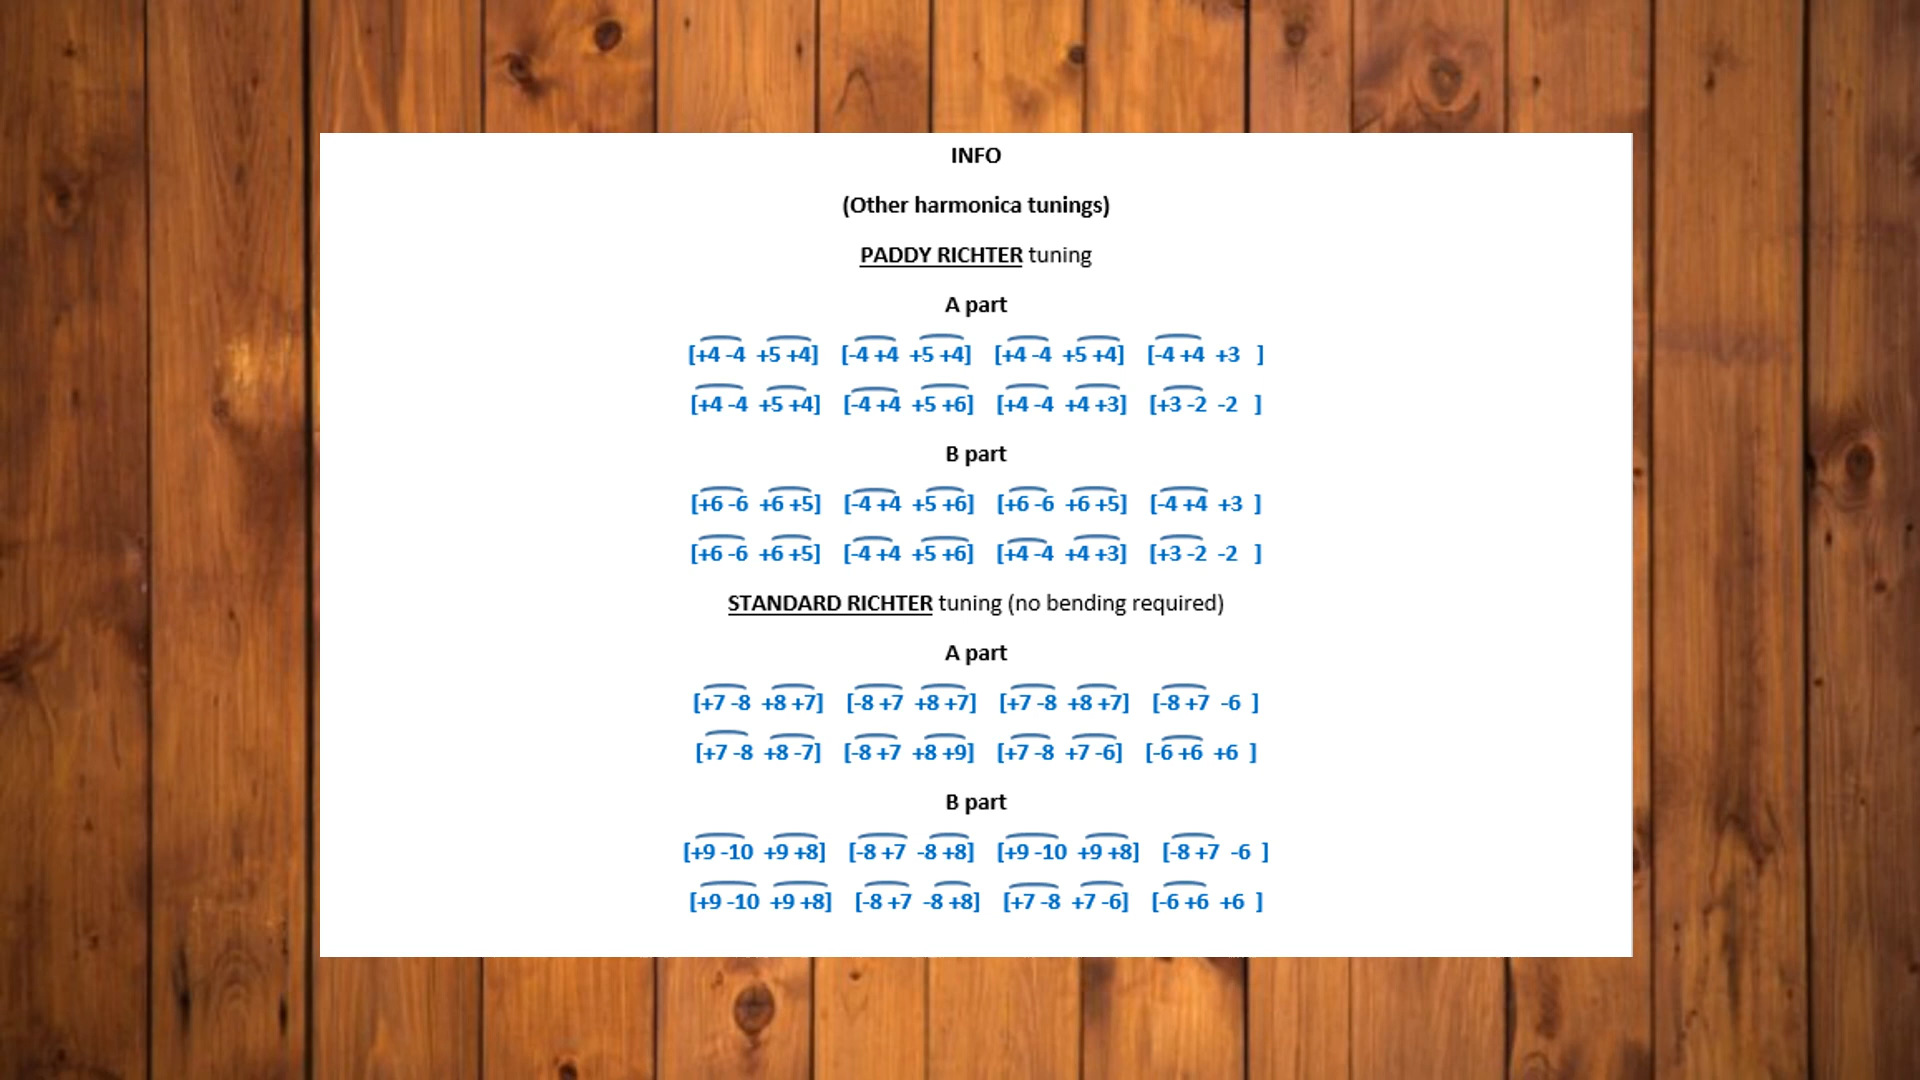 INFO
(Other harmonica tunings)
PADDY RICHTER tuning
A part
[+4 -4 +5 +4] [-4 +4 +5 +4] [+4 -4 +5 +4] [-4 +4 +3 ]
[+4 -4 +5 +4] [-4 +4 +5 +6] [+4 -4 +4 +3] [+3 -2 -2 ]
B part
[+6 -6 +6 +5] [-4 +4 +5 +6] [+6 -6 +6 +5] [-4 +4 +3 ]
[+6 -6 +6 +5] [-4 +4 +5 +6] [+4 -4 +4 +3] [+3 -2 -2 ]
STANDARD RICHTER tuning (no bending required)
A part
[+7 -8 +8 +7] [-8 +7 +8 +7] [+7 -8 +8 +7] [-8 +7 -6 ]
[+7 -8 +8 -7] [-8 +7 +8 +9] [+7 -8 +7 -6] [-6 +6 +6 ]
B part
[+9 -10 +9 +8] [-8 +7 -8 +8] [+9 -10 +9 +8] [-8 +7 -6 ]
[+9 -10 +9 +8] [-8 +7 -8 +8] [+7 -8 +7 -6] [-6 +6 +6 ]